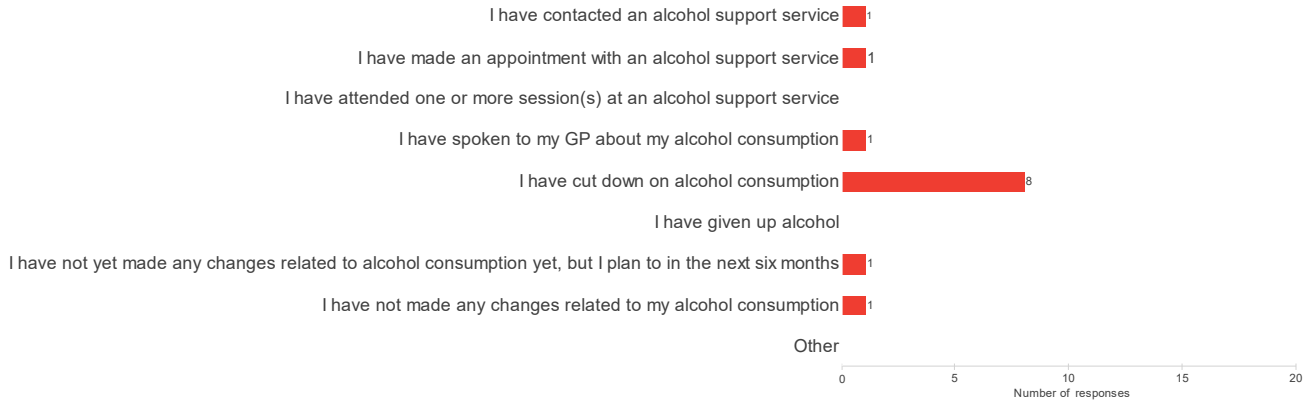 I have contacted an alcohol support service 1
I have made an appointment with an alcohol support service 1
I have attended one or more session(s) at an alcohol support service
I have spoken to my GP about my alcohol consumption 1
I have cut down on alcohol consumption 8
I have given up alcohol
I have not yet made any changes related to alcohol consumption yet, but I plan to in the next six months 1
I have not made any changes related to my alcohol consumption 1
Other
0 5 10 15 20
Number of responses